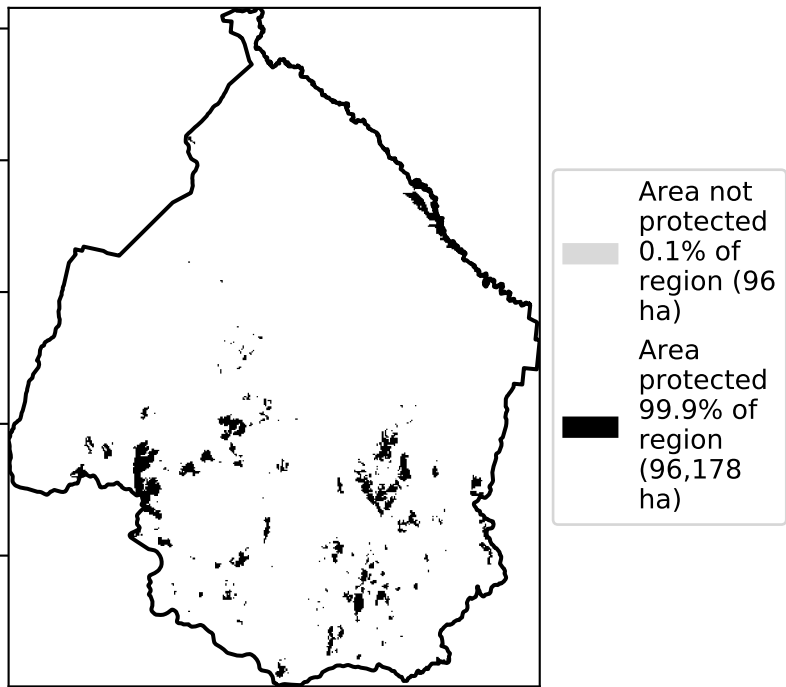 Area not
protected
0.1% of
region (96
ha)
Area
protected
99.9% of
region
(96,178
ha)